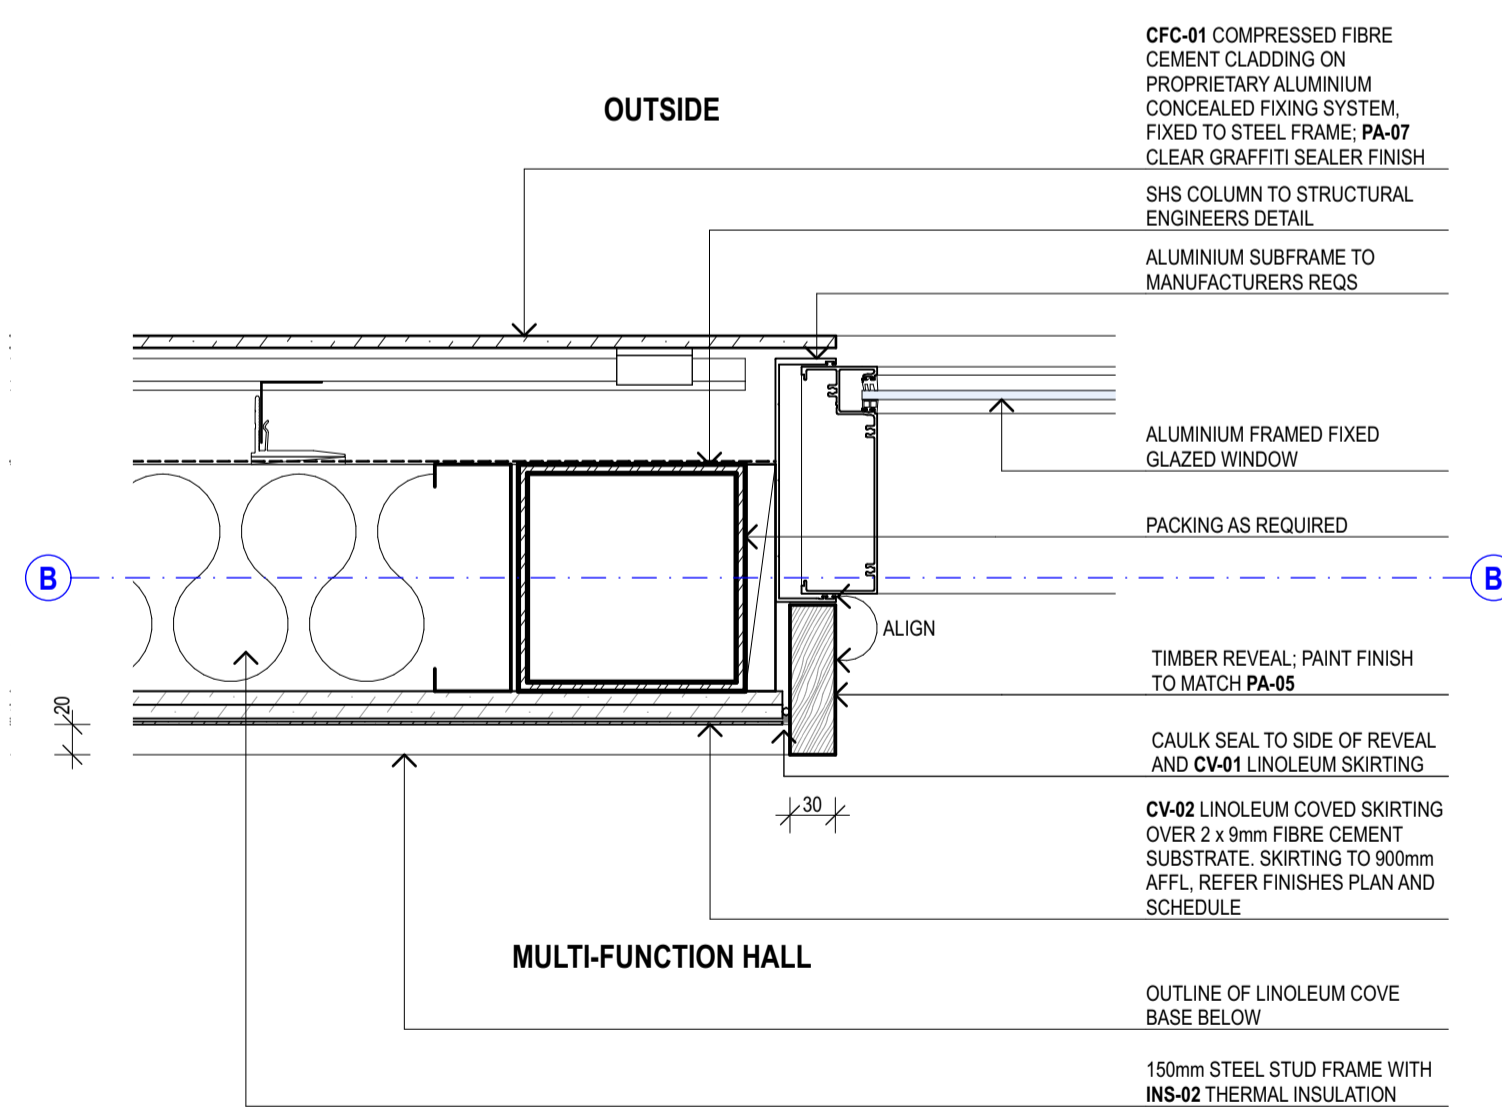 OUTSIDE
CFC-01 COMPRESSED FIBRE
CEMENT CLADDING ON
PROPRIETARY ALUMINIUM
CONCEALED FIXING SYSTEM,
FIXED TO STEEL FRAME; PA-07
CLEAR GRAFFITI SEALER FINISH
SHS COLUMN TO STRUCTURAL
ENGINEERS DETAIL
ALUMINIUM SUBFRAME TO
MANUFACTURERS REQS
ALUMINIUM FRAMED FIXED
GLAZED WINDOW
PACKING AS REQUIRED
B
B
ALIGN
TIMBER REVEAL; PAINT FINISH
TO MATCH PA-05
20
CAULK SEAL TO SIDE OF REVEAL
AND CV-01 LINOLEUM SKIRTING
30
CV-02 LINOLEUM COVED SKIRTING
OVER 2 x 9mm FIBRE CEMENT
SUBSTRATE. SKIRTING TO 900mm
AFFL, REFER FINISHES PLAN AND
SCHEDULE
MULTI-FUNCTION HALL
OUTLINE OF LINOLEUM COVE
BASE BELOW
150mm STEEL STUD FRAME WITH
INS-02 THERMAL INSULATION